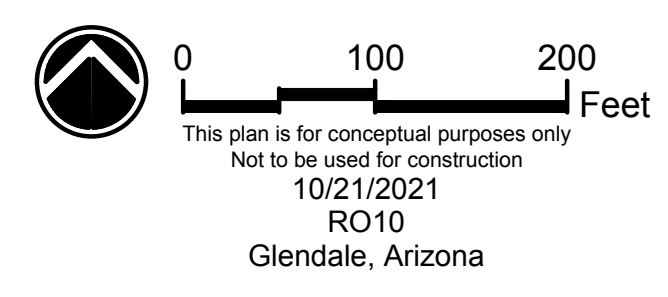 0 100 200
Feet
This plan is for conceptual purposes only
Not to be used for construction
10/21/2021
RO10
Glendale, Arizona